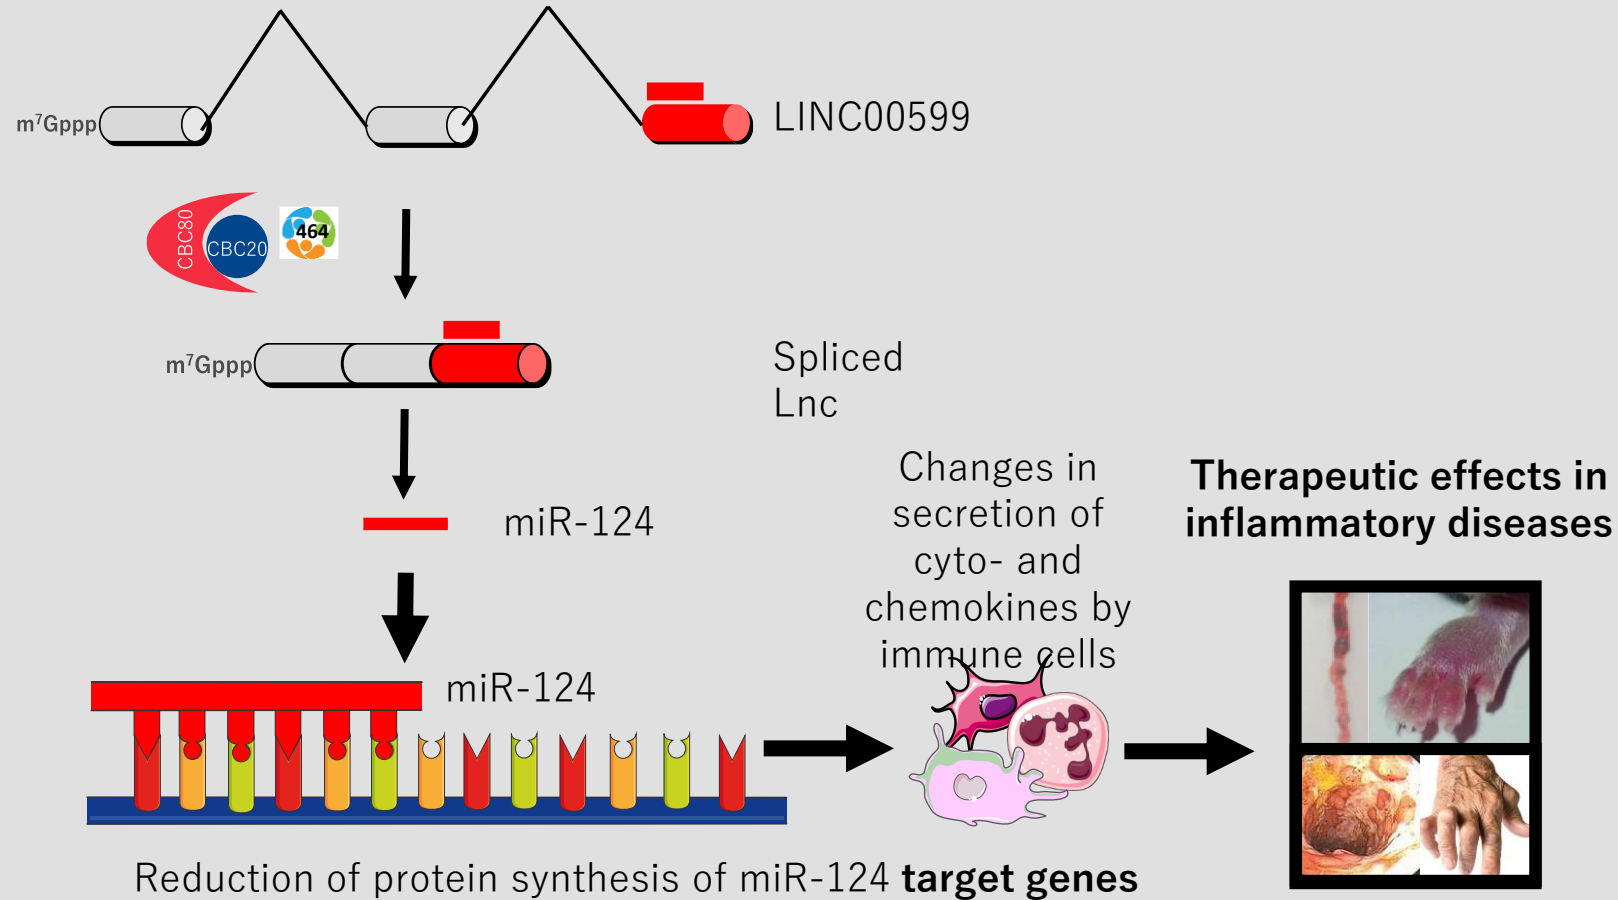 m⁷Gppp
LINC00599
CBC80
CBC20
464
m⁷Gppp
Spliced
Lnc
miR-124
miR-124
Changes in
secretion of
cyto- and
chemokines by
immune cells
Therapeutic effects in
inflammatory diseases
Reduction of protein synthesis of miR-124 target genes